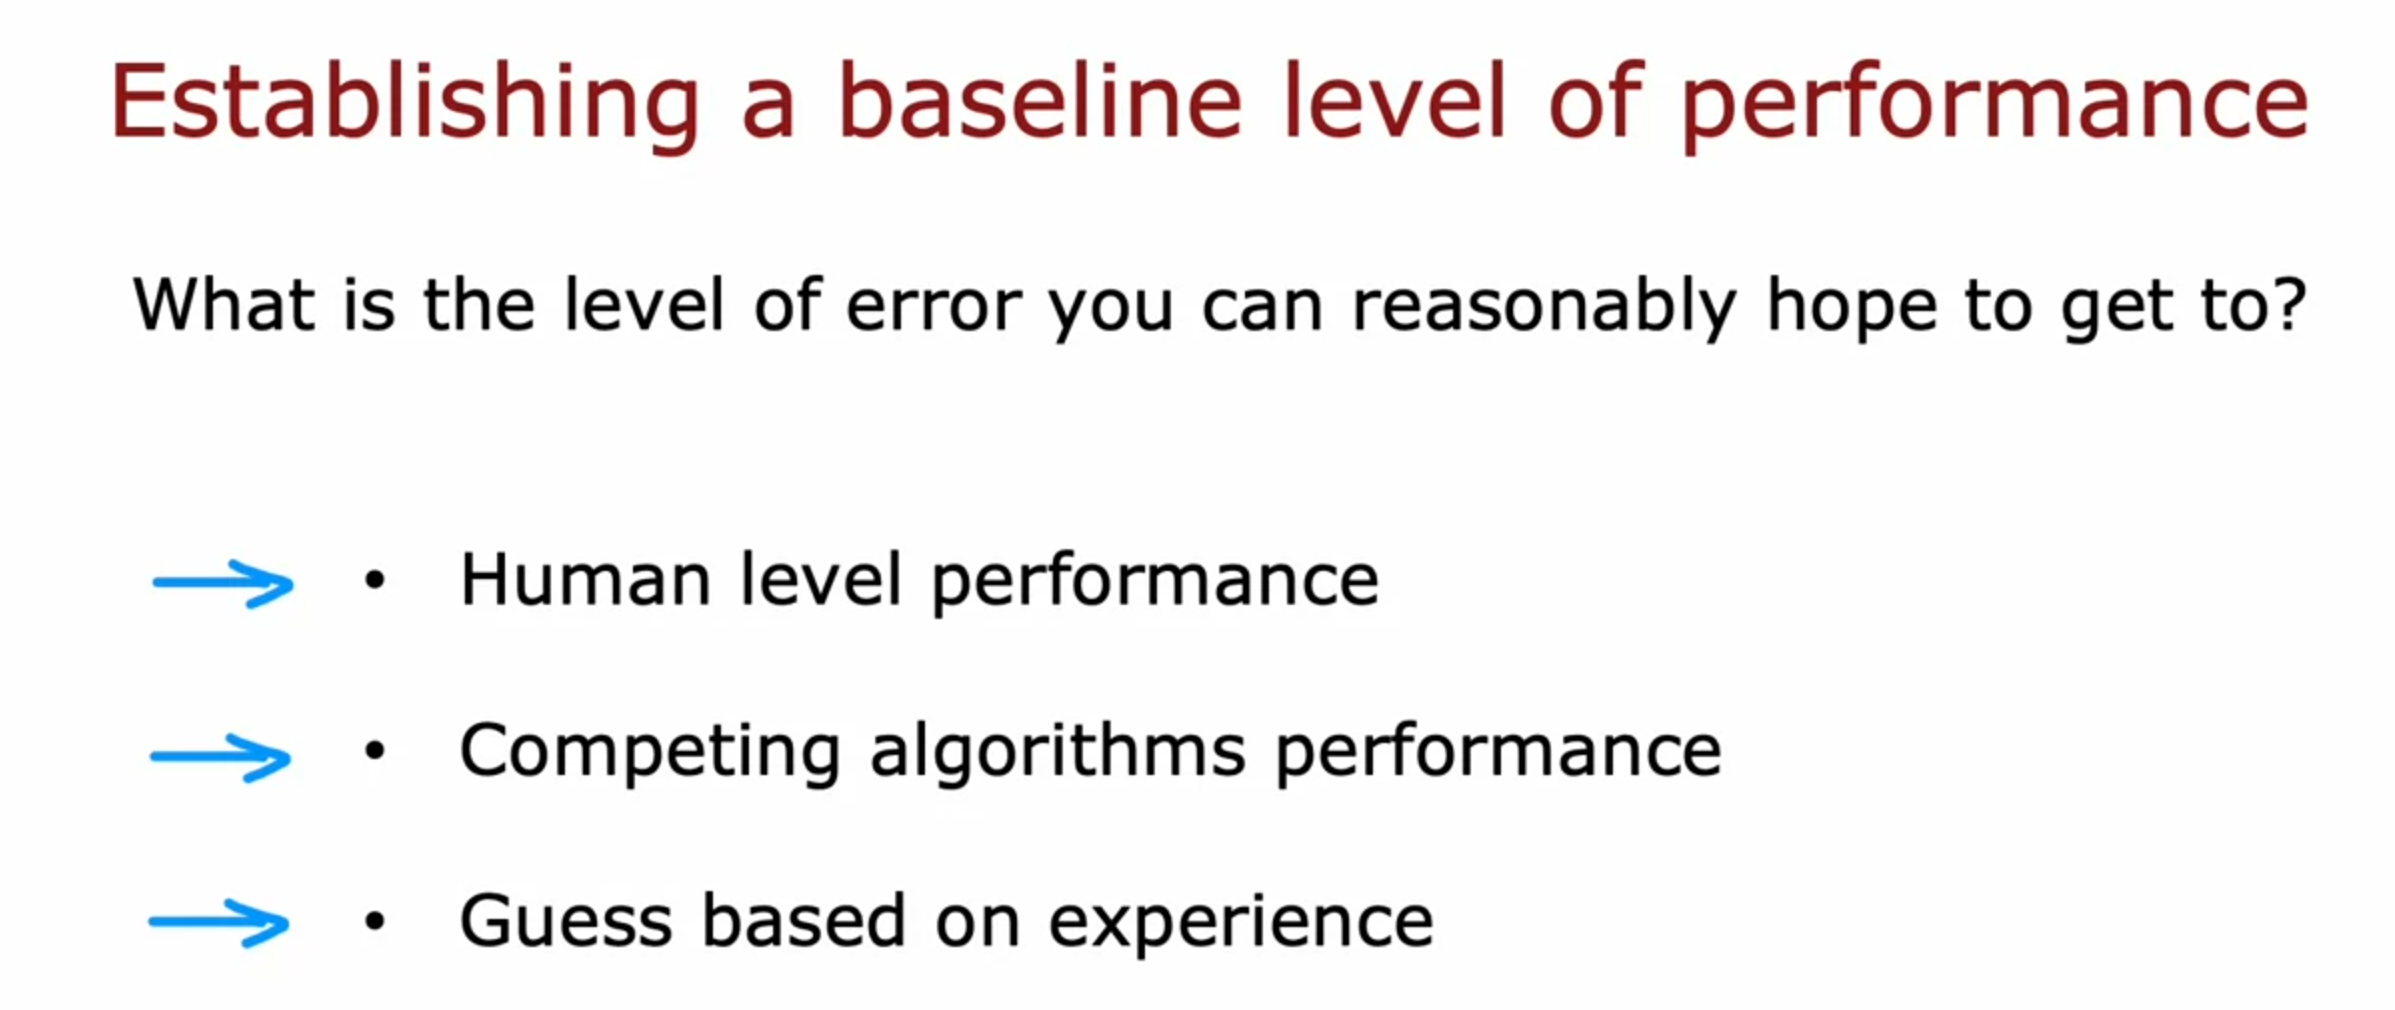 Establishing a baseline level of performance
What is the level of error you can reasonably hope to get to?
• Human level performance
• Competing algorithms performance
• Guess based on experience